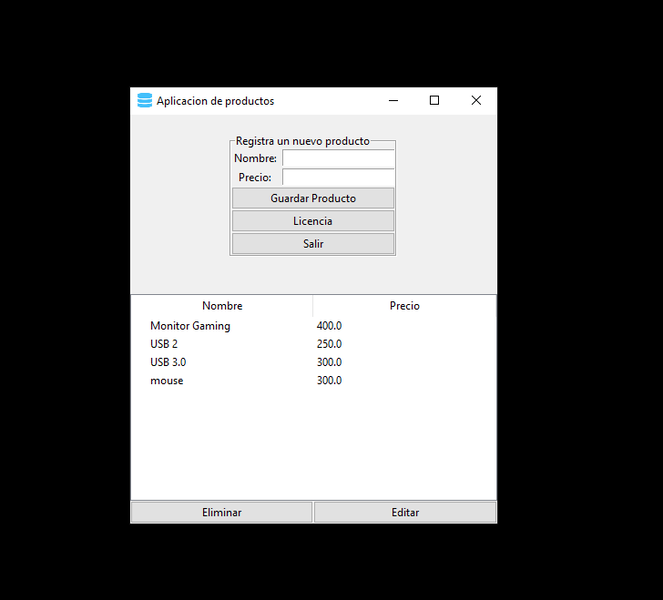 Aplicacion de productos
Registra un nuevo producto
Nombre:
Precio:
Guardar Producto
Licencia
Salir
Nombre Precio
Monitor Gaming 400.0
USB 2 250.0
USB 3.0 300.0
mouse 300.0
Eliminar Editar